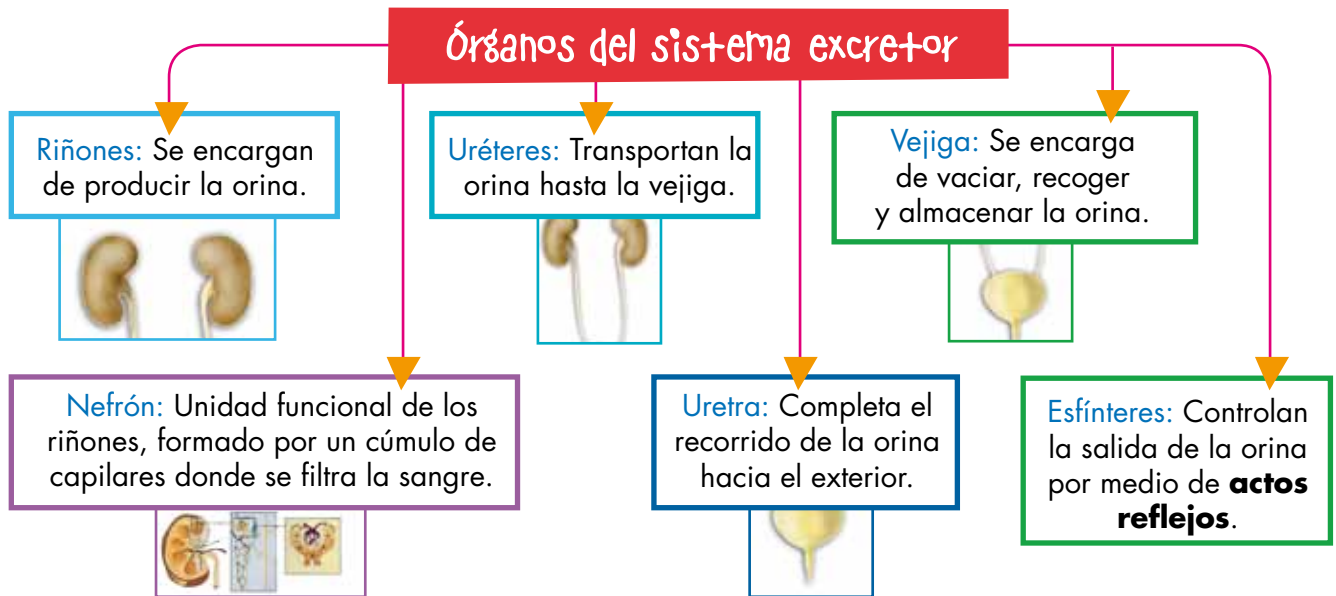 Órganos del sistema excretor
Riñones: Se encargan
de producir la orina.
Uréteres: Transportan la
orina hasta la vejiga.
Vejiga: Se encarga
de vaciar, recoger
y almacenar la orina.
Nefrón: Unidad funcional de los
riñones, formado por un cúmulo de
capilares donde se filtra la sangre.
Uretra: Completa el
recorrido de la orina
hacia el exterior.
Esfínteres: Controlan
la salida de la orina
por medio de actos
reflejos.